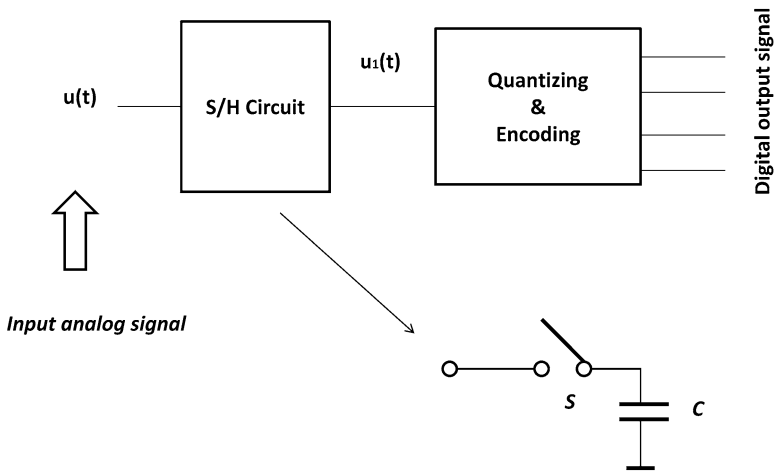 u(t)
S/H Circuit
u₁(t)
Quantizing
&
Encoding
Digital output signal
Input analog signal
S
C